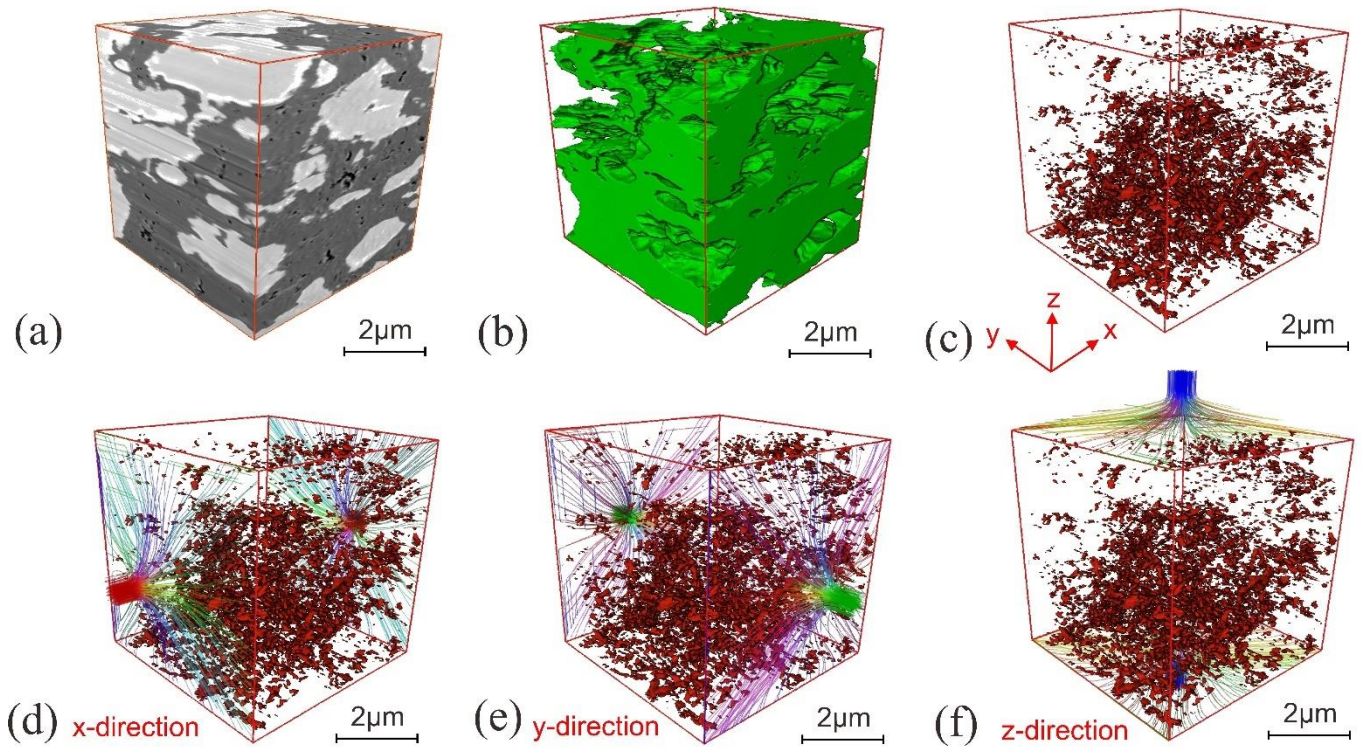 (a)
2μm
(b)
2μm
(c)
z
y
x
2μm
(d)
x-direction
2μm
(e)
y-direction
2μm
(f)
z-direction
2μm